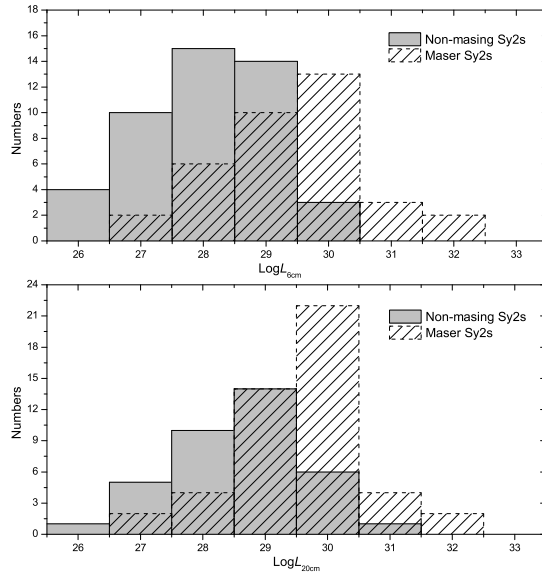 18
16
14
12
10
8
6
4
2
0
Numbers
Non-masing Sy2s
Maser Sy2s
26 27 28 29 30 31 32 33
LogL6cm
24
21
18
15
12
9
6
3
0
Numbers
Non-masing Sy2s
Maser Sy2s
26 27 28 29 30 31 32 33
LogL20cm